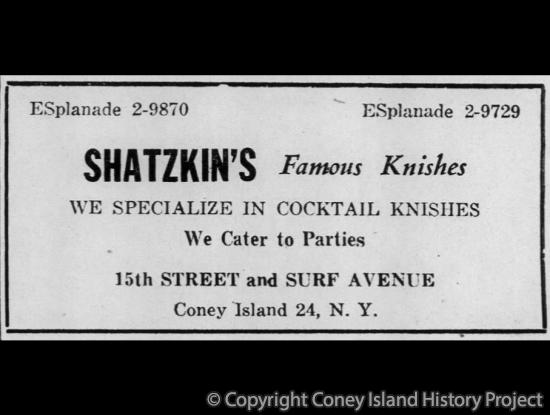 ESplanade 2-9870 ESplanade 2-9729
SHATZKIN'S Famous Knishes
WE SPECIALIZE IN COCKTAIL KNISHES
We Cater to Parties
15th STREET and SURF AVENUE
Coney Island 24, N. Y.
© Copyright Coney Island History Project